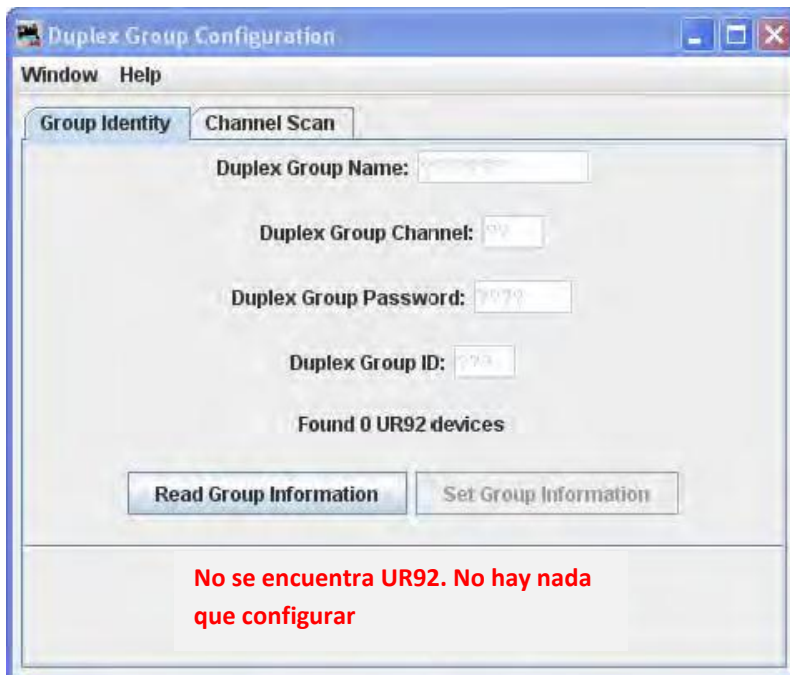 Duplex Group Configuration
Window Help
Group Identity Channel Scan
Duplex Group Name:
Duplex Group Channel: ??
Duplex Group Password: ????
Duplex Group ID: ???
Found 0 UR92 devices
Read Group Information Set Group Information
No se encuentra UR92. No hay nada
que configurar